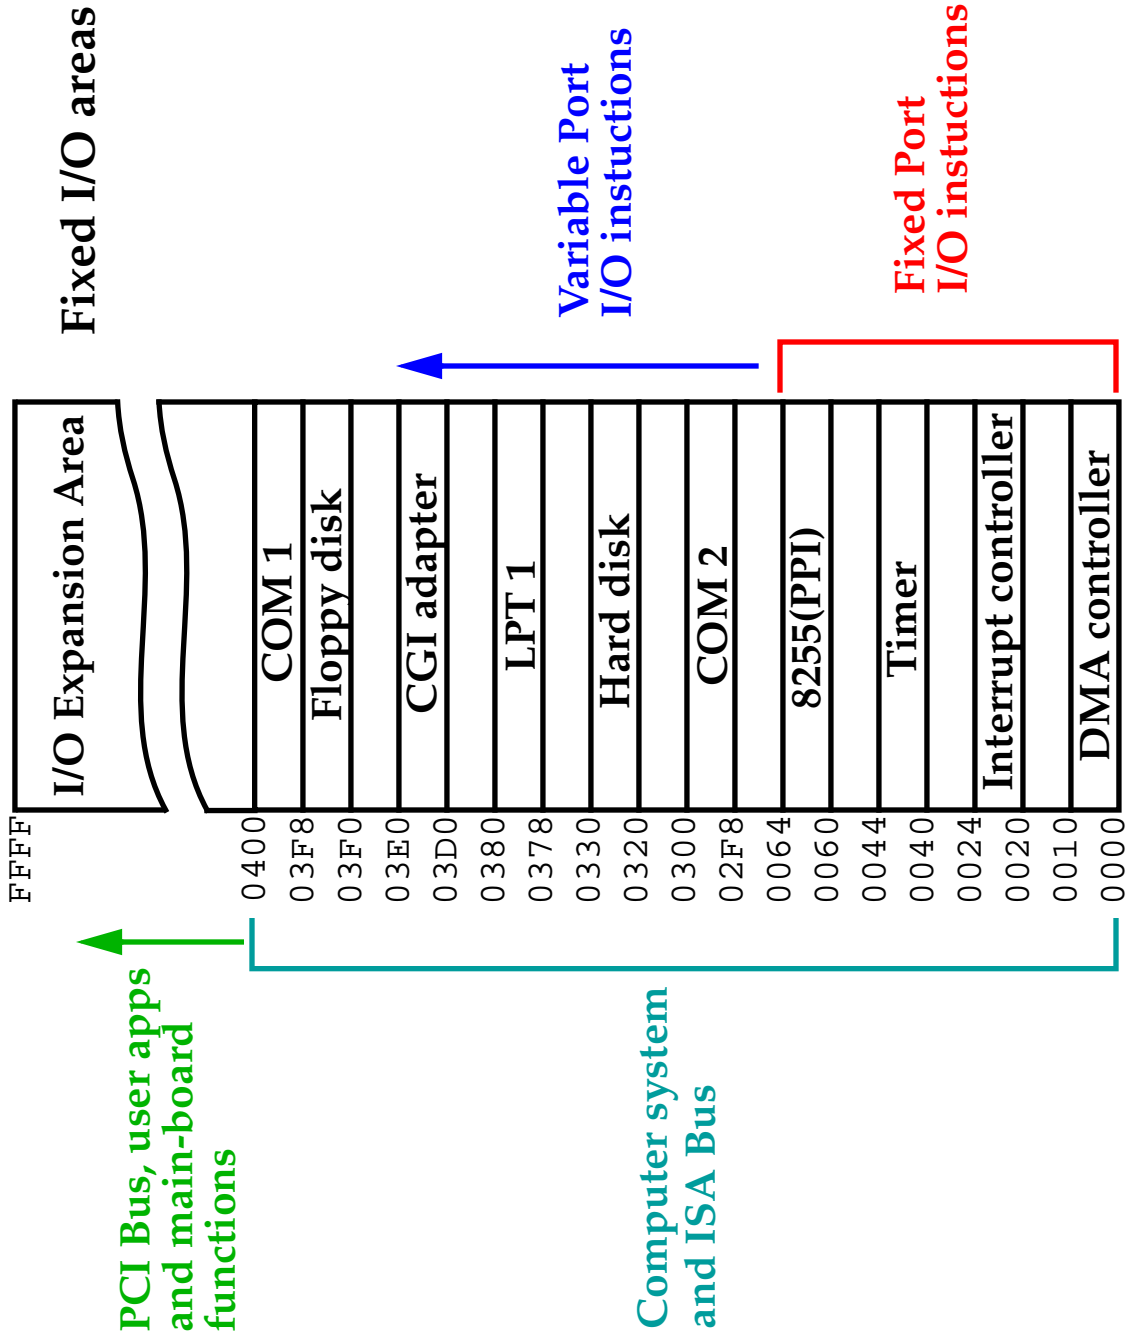 Fixed I/O areas
FFFF
I/O Expansion Area
0400
COM 1
03F8
Floppy disk
03F0
03E0
CGI adapter
03D0
0380
LPT 1
0378
0330
Hard disk
0320
0300
COM 2
02F8
0064
8255(PPI)
0060
0044
Timer
0040
0024
Interrupt controller
0020
0010
DMA controller
0000
PCI Bus, user apps
and main-board
functions
Computer system
and ISA Bus
Variable Port
I/O instuctions
Fixed Port
I/O instuctions